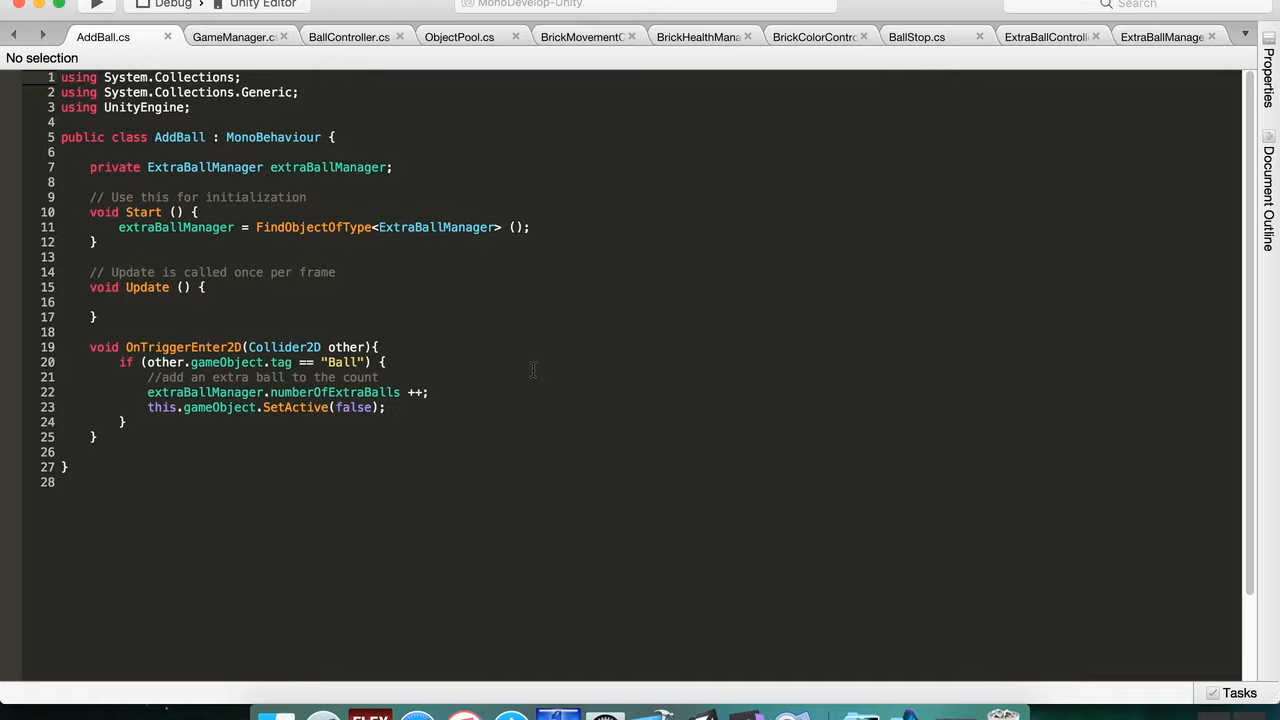 Debug
Unity Editor
MonoDevelop-Unity
Search
AddBall.cs
GameManager.c
BallController.cs
ObjectPool.cs
BrickMovementC
BrickHealthMana
BrickColorContro
BallStop.cs
ExtraBallControll
ExtraBallManage
No selection
Properties
Document Outline
1 using System.Collections;
2 using System.Collections.Generic;
3 using UnityEngine;
4
5 public class AddBall : MonoBehaviour {
6
7 private ExtraBallManager extraBallManager;
8
9 // Use this for initialization
10 void Start () {
11 extraBallManager = FindObjectOfType<ExtraBallManager> ();
12 }
13
14 // Update is called once per frame
15 void Update () {
16
17 }
18
19 void OnTriggerEnter2D(Collider2D other){
20 if (other.gameObject.tag == "Ball") {
21 //add an extra ball to the count
22 extraBallManager.numberOfExtraBalls ++;
23 this.gameObject.SetActive(false);
24 }
25 }
26
27 }
28
Tasks
FLEX